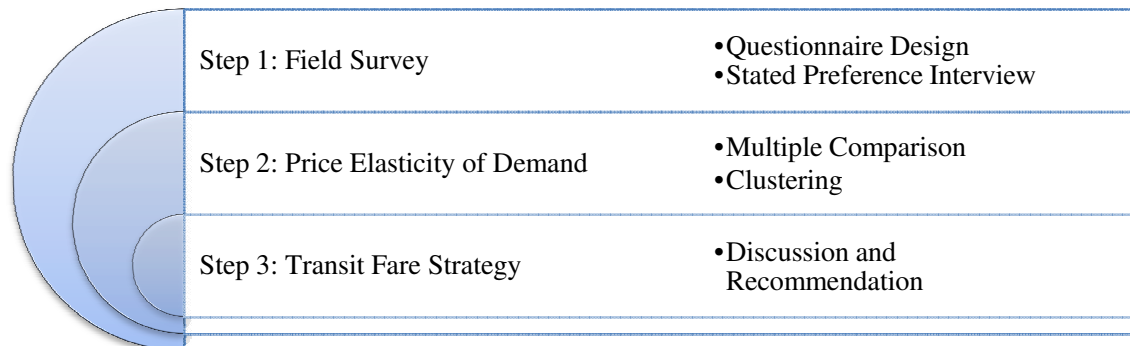 Step 1: Field Survey
•Questionnaire Design
•Stated Preference Interview
Step 2: Price Elasticity of Demand
•Multiple Comparison
•Clustering
Step 3: Transit Fare Strategy
•Discussion and
Recommendation